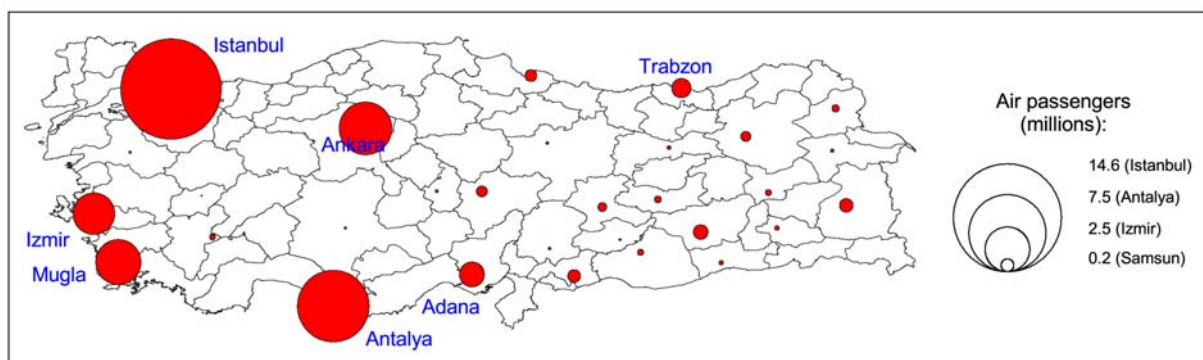 Istanbul
Trabzon
Ankara
Izmir
Mugla
Adana
Antalya
Air passengers
(millions):
14.6 (Istanbul)
7.5 (Antalya)
2.5 (Izmir)
0.2 (Samsun)